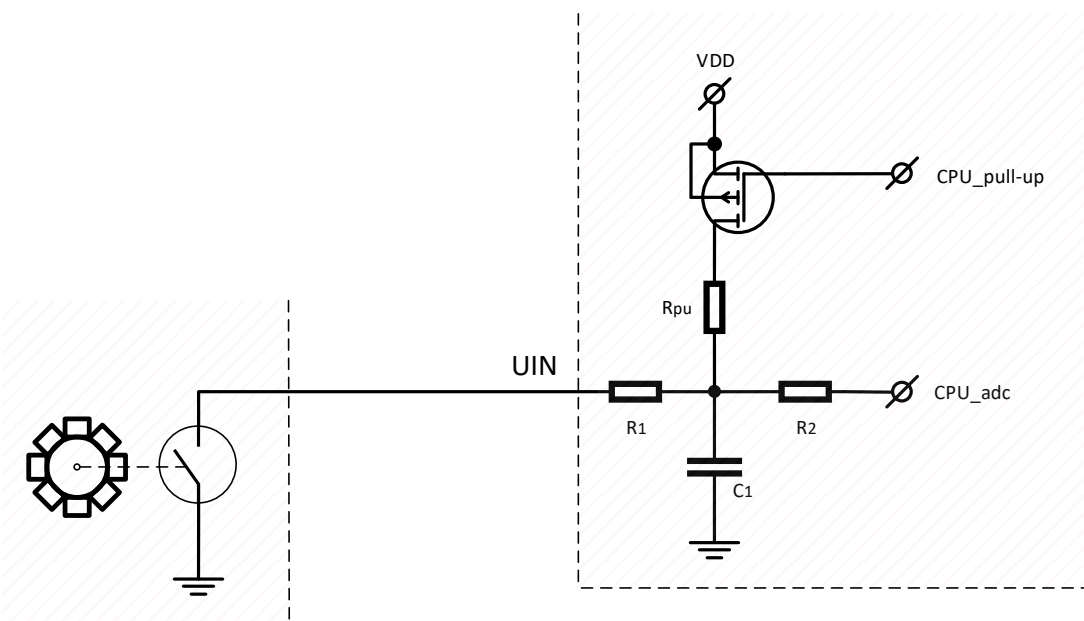 VDD
CPU_pull-up
Rpu
UIN
CPU_adc
R1
R2
C1